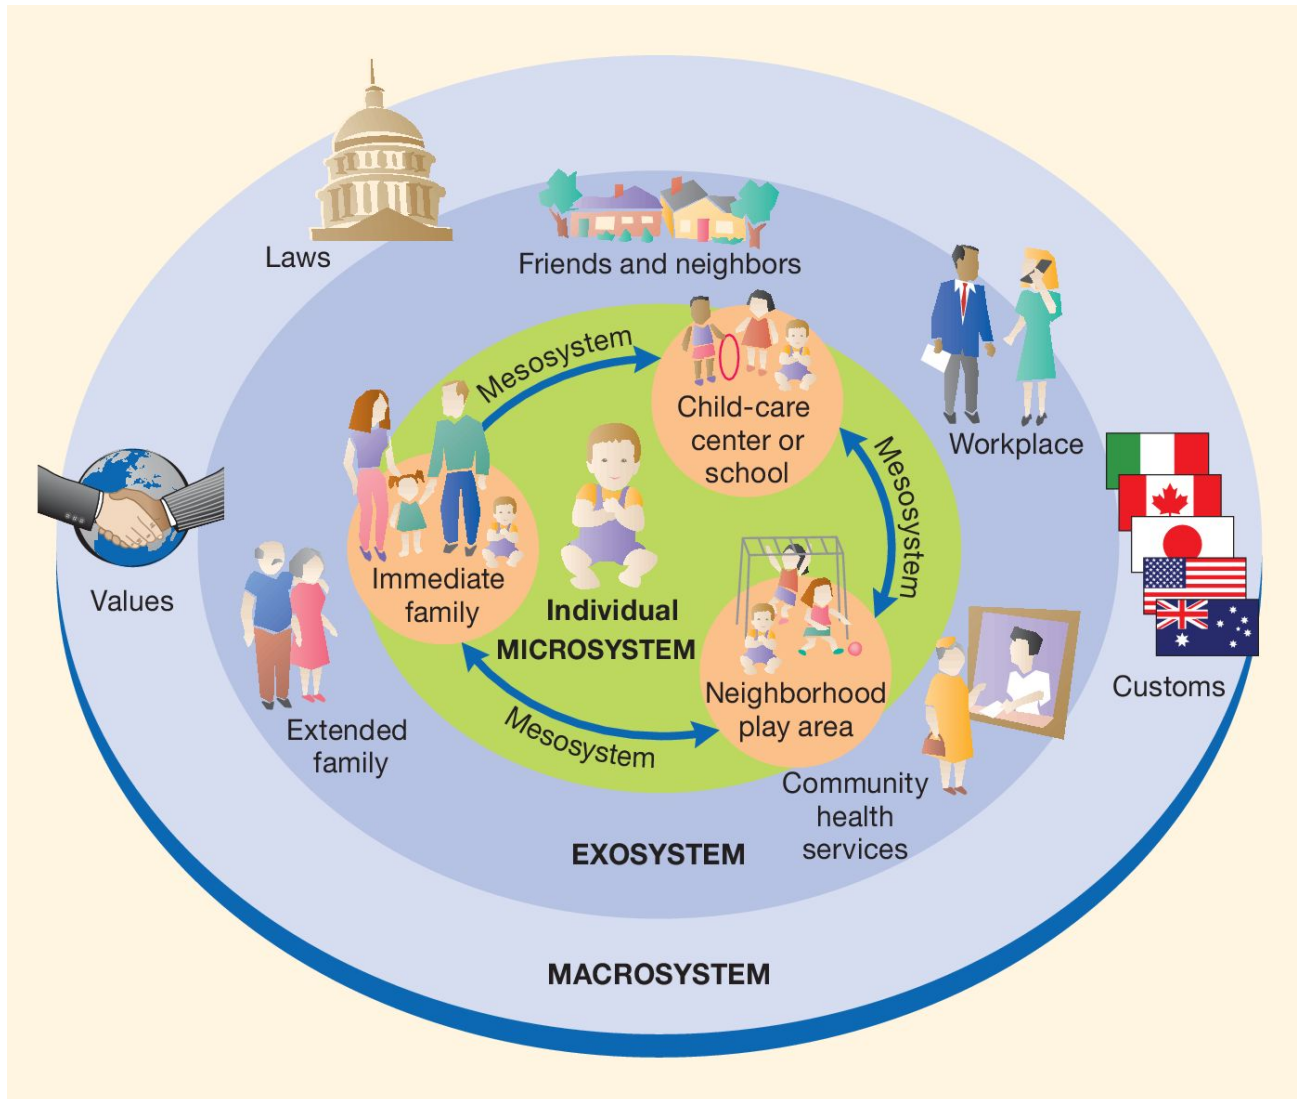 Laws
Friends and neighbors
Mesosystem
Child-care
center or
school
Mesosystem
Workplace
Values
Immediate
family
Individual
MICROSYSTEM
Customs
Neighborhood
play area
Mesosystem
Extended
family
Community
health
services
EXOSYSTEM
MACROSYSTEM